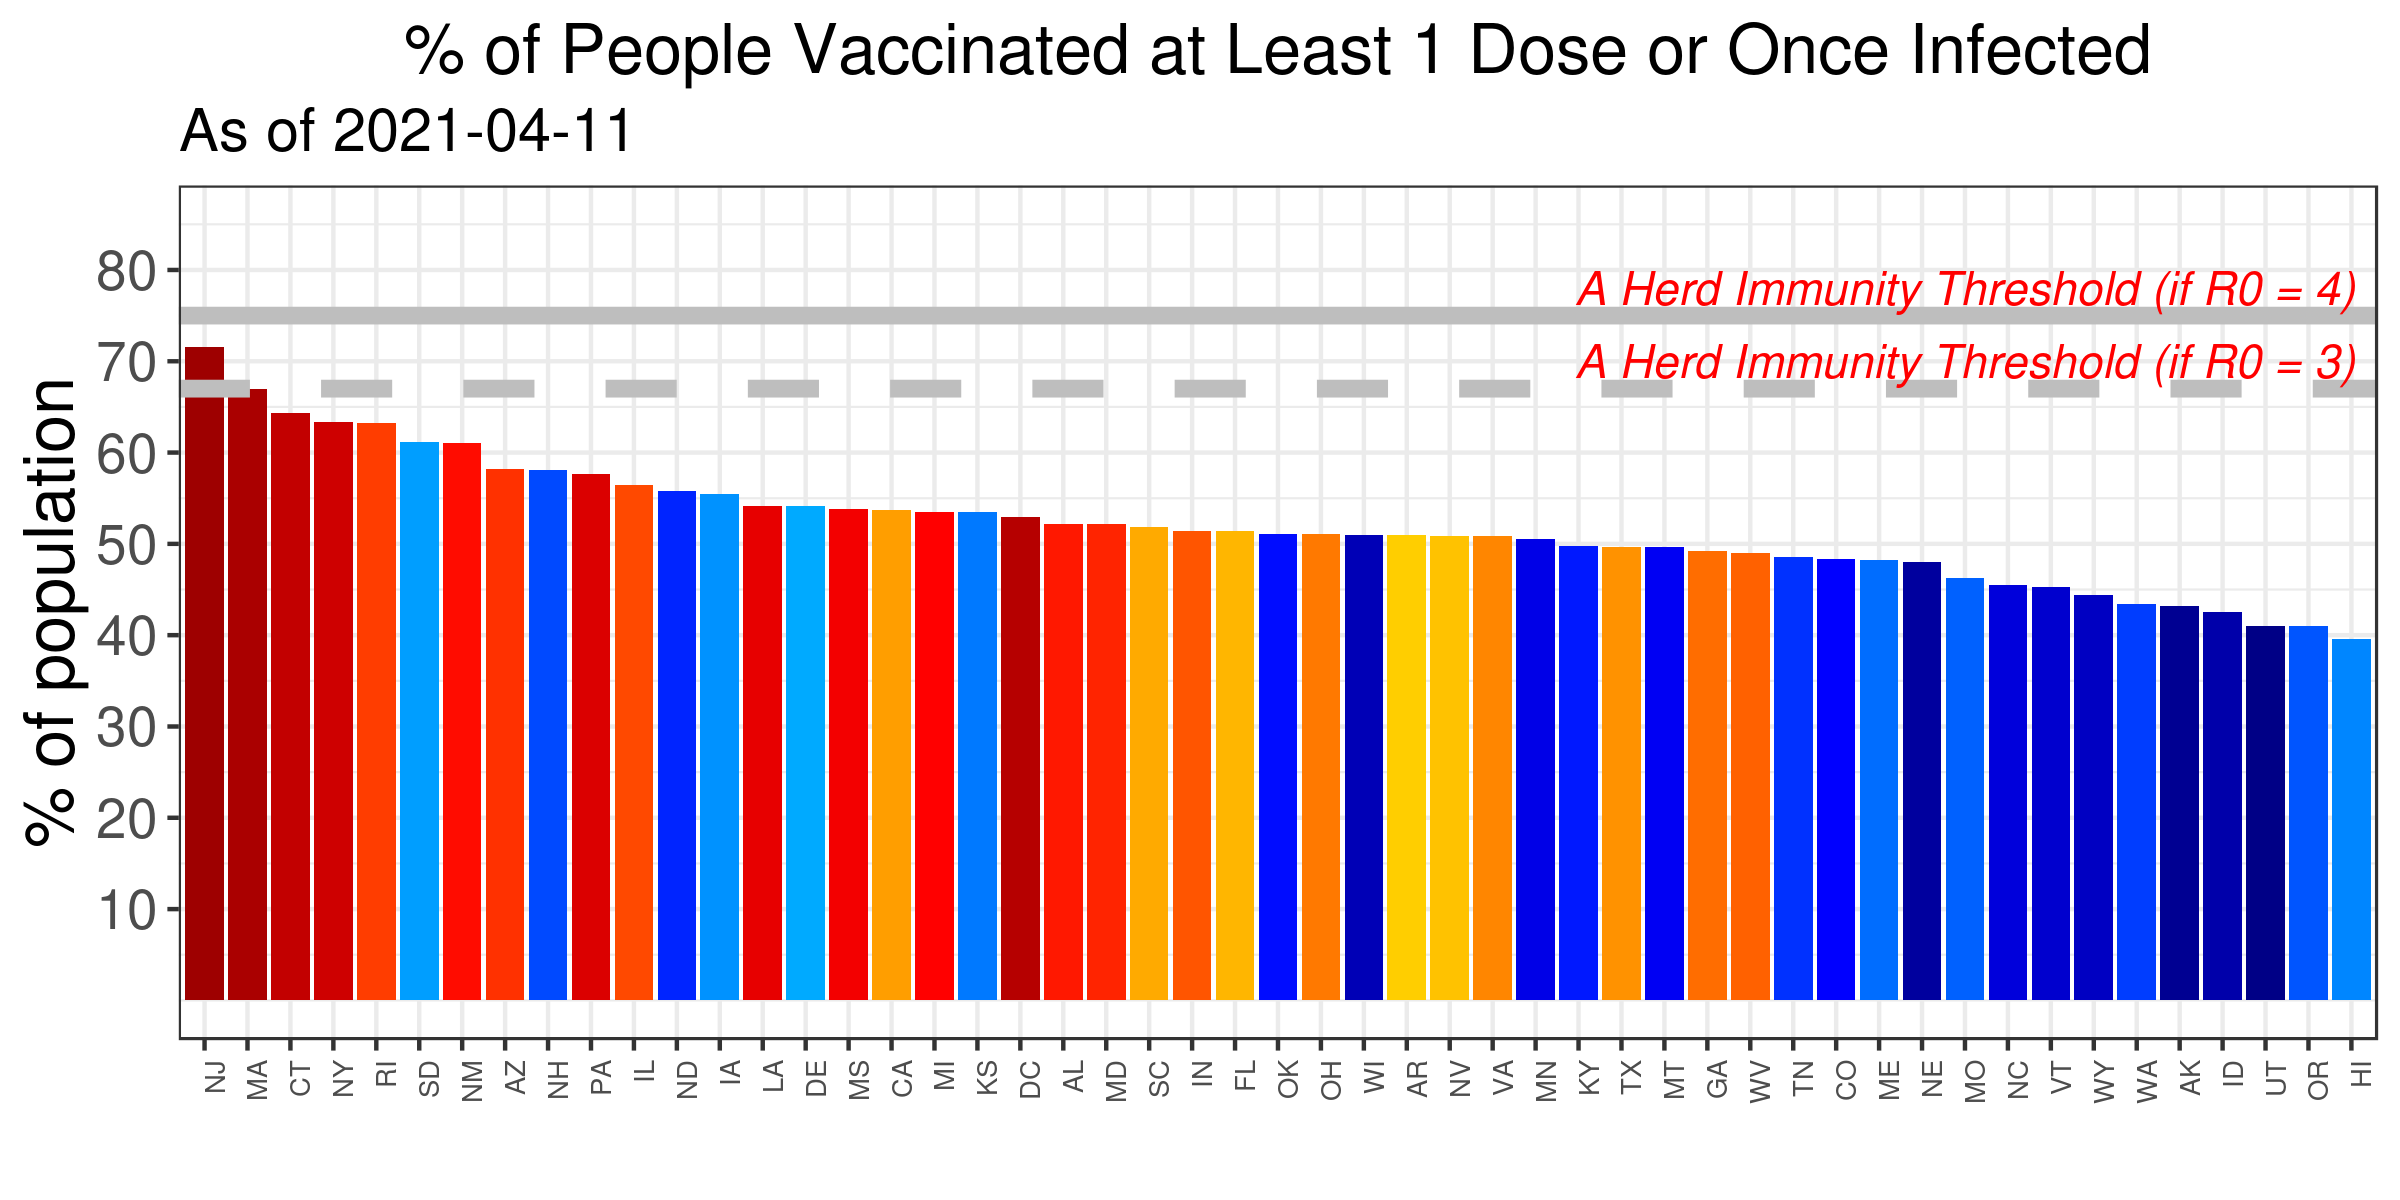 % of People Vaccinated at Least 1 Dose or Once Infected
As of 2021-04-11
% of population
80
70
60
50
40
30
20
10
A Herd Immunity Threshold (if R0 = 4)
A Herd Immunity Threshold (if R0 = 3)
NJ MA CT NY RI SD NM AZ NH PA IL ND IA LA DE MS CA MI KS DC AL MD SC IN FL OK OH WI AR NV VA MN KY TX MT GA WV TN CO ME NE MO NC VT WY WA AK ID UT OR HI